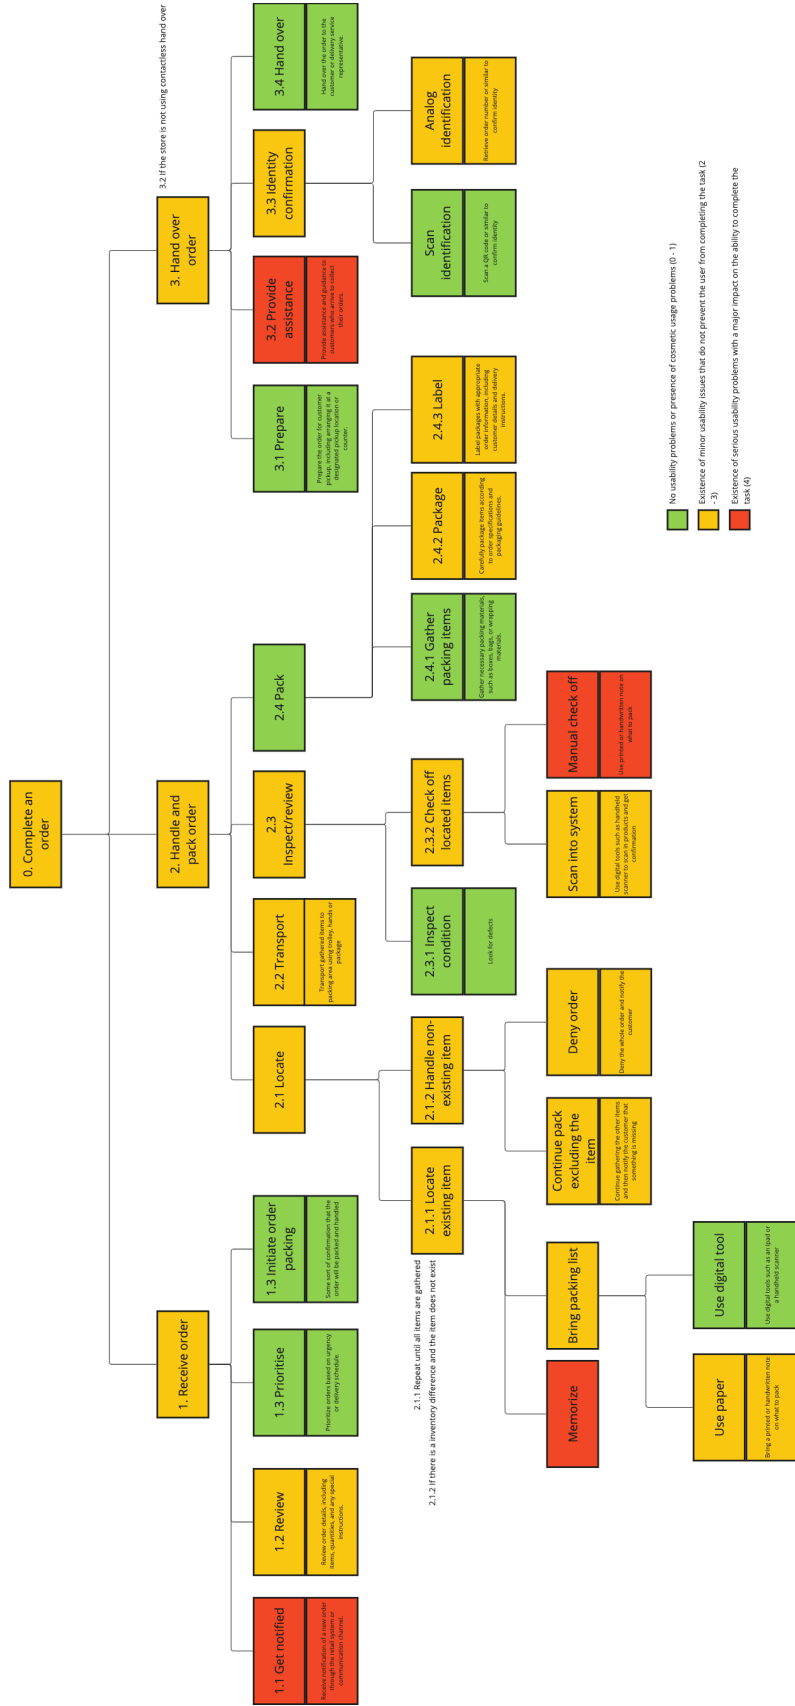 0. Complete an
order
1. Receive order
2. Handle and
pack order
3. Hand over
order
3.2 If the store is not using contactless hand over
1.1 Get notified
Receive notification of a new order
through the retail system or
communication channel.
1.2 Review
Review order details, including
items, quantities, and any special
instructions.
1.3 Prioritise
Prioritize orders based on urgency
or delivery schedule.
1.3 Initiate order
packing
Some sort of confirmation that the
order will be packed and handled
2.1 Locate
2.2 Transport
Transport gathered items to
packing area using trolley, hands or
package
2.3
Inspect/review
2.4 Pack
3.1 Prepare
Prepare the order for customer
pickup, including arranging it at a
designated pickup location or
counter.
3.2 Provide
assistance
Provide assistance and guidance to
customers who arrive to collect
their orders.
3.3 Identity
confirmation
3.4 Hand over
Hand over the order to the
customer or delivery service
representative.
2.1.1 Repeat until all items are gathered
2.1.2 If there is a inventory difference and the item does not exist
2.1.1 Locate
existing item
2.1.2 Handle non-
existing item
2.3.1 Inspect
condition
Look for defects
2.3.2 Check off
located items
2.4.1 Gather
packing items
Gather necessary packing materials,
such as boxes, bags, or wrapping
materials.
2.4.2 Package
Carefully package items according
to order specifications and
packaging guidelines.
2.4.3 Label
Label packages with appropriate
order information, including
customer details and delivery
instructions.
Scan
identification
Scan a QR code or similar to
confirm identity
Analog
identification
Retrieve order number or similar to
confirm identity
Memorize
Bring packing list
Continue pack
excluding the
item
Continue gathering the other items
and then notify the customer that
something is missing
Deny order
Deny the whole order and notify the
customer
Scan into system
Use digital tools such as handheld
scanner to scan in products and get
confirmation
Manual check off
Use printed or handwritten note on
what to pack
Use paper
Bring a printed or handwritten note
on what to pack
Use digital tool
Use digital tools such as an Ipad or
a handheld scanner
No usability problems or presence of cosmetic usage problems (0 - 1)
Existence of minor usability issues that do not prevent the user from completing the task (2
- 3)
Existence of serious usability problems with a major impact on the ability to complete the
task (4)